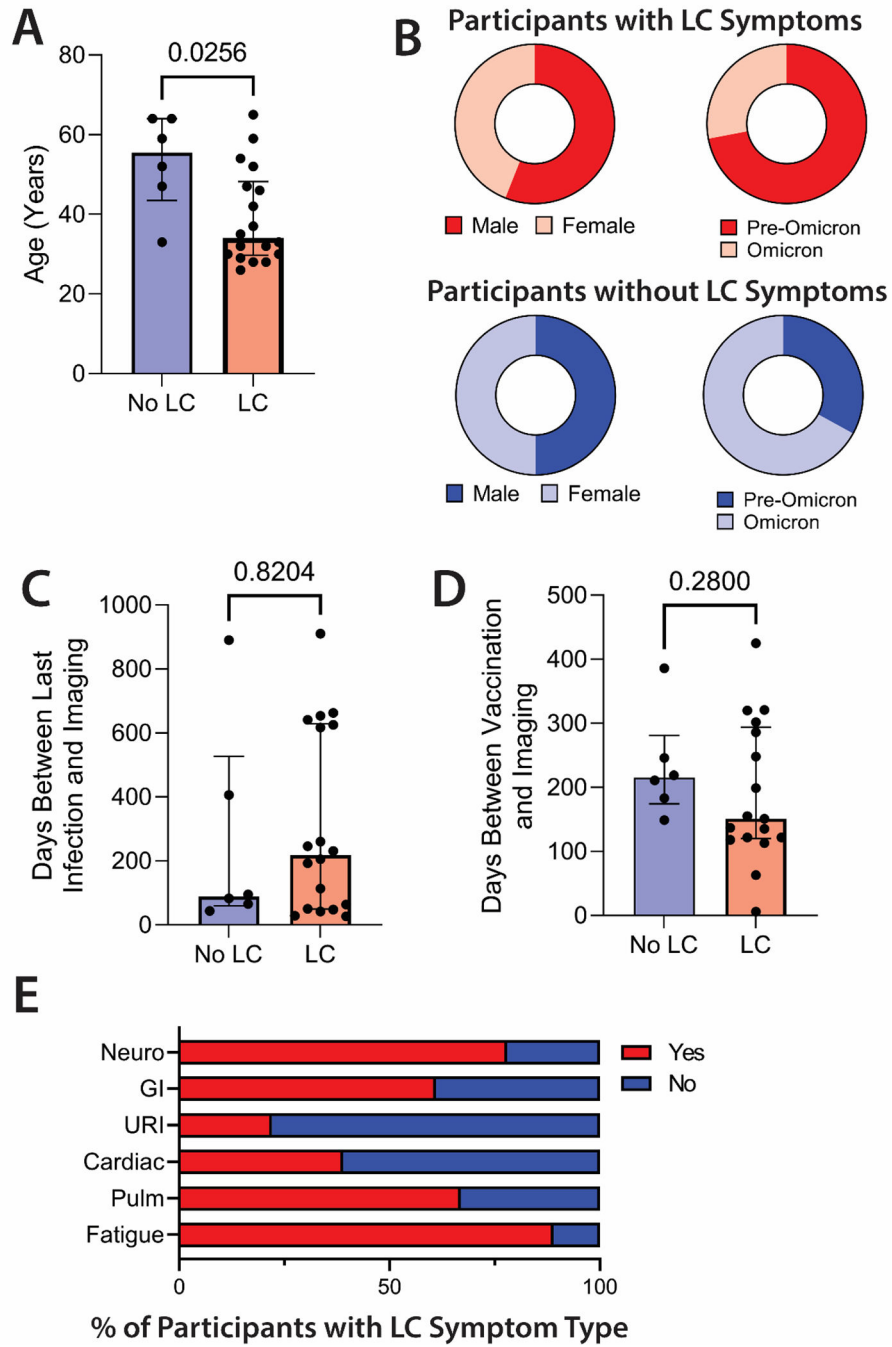 A
0.0256
80
60
40
20
0
Age (Years)
No LC
LC
B
Participants with LC Symptoms
Male
Female
Pre-Omicron
Omicron
Participants without LC Symptoms
Male
Female
Pre-Omicron
Omicron
C
0.8204
1000
800
600
400
200
0
Days Between Last
Infection and Imaging
No LC
LC
D
0.2800
500
400
300
200
100
0
Days Between Vaccination
and Imaging
No LC
LC
E
Neuro
GI
URI
Cardiac
Pulm
Fatigue
Yes
No
0
50
100
% of Participants with LC Symptom Type